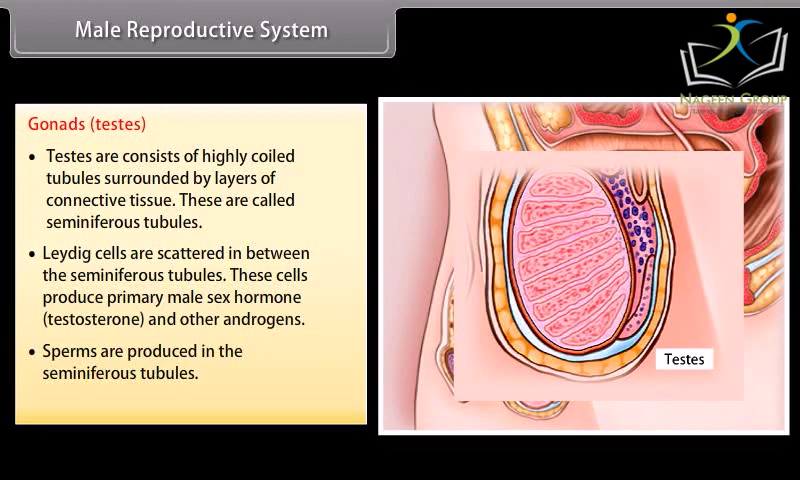 Male Reproductive System
NAGEEN GROUP
Gonads (testes)
• Testes are consists of highly coiled
tubules surrounded by layers of
connective tissue. These are called
seminiferous tubules.
• Leydig cells are scattered in between
the seminiferous tubules. These cells
produce primary male sex hormone
(testosterone) and other androgens.
• Sperms are produced in the
seminiferous tubules.
Testes